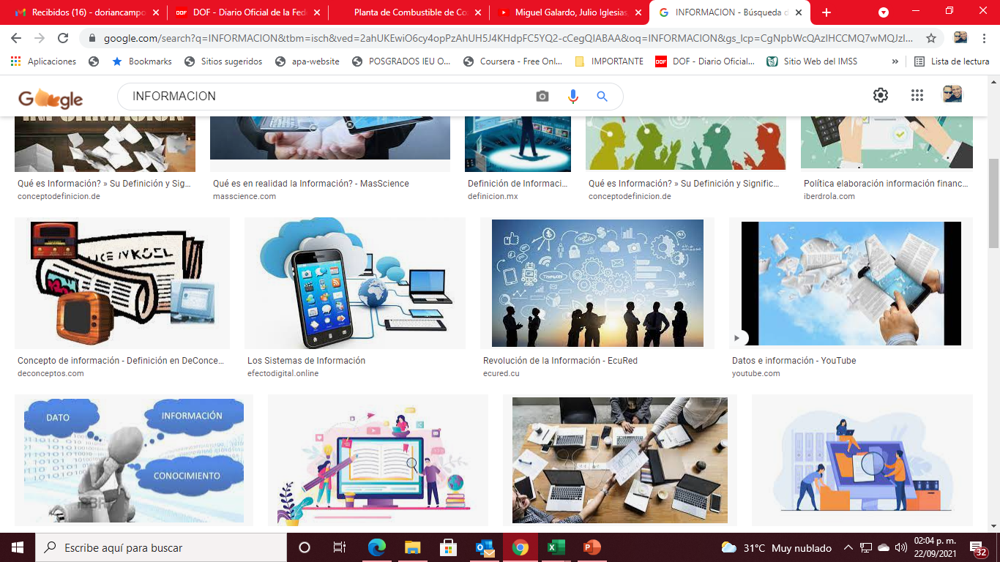 Recibidos (16) - doriancampo
DOF - Diario Oficial de la Fede
Planta de Combustible de Co
Miguel Galardo, Julio Iglesias,
INFORMACION - Búsqueda d
google.com/search?q=INFORMACION&tbm=isch&ved=2ahUKEwiO6cy4opPzAhUH5J4KHdpFC5YQ2-cCegQIABAA&oq=INFORMACION&gs_lcp=CgNpbWcQAzIHCCMQ7wMQJzI...
Aplicaciones
Bookmarks
Sitios sugeridos
apa-website
POSGRADOS IEU O...
Coursera - Free Onl...
IMPORTANTE
DOF DOF - Diario Oficial...
Sitio Web del IMSS
»
Lista de lectura
Google
INFORMACION
Qué es Información? » Su Definición y Sig...
conceptodefinicion.de
Qué es en realidad la Información? - MasScience
masscience.com
Definición de Informaci...
definicion.mx
Qué es Información? » Su Definición y Signific...
conceptodefinicion.de
Política elaboración información financ...
iberdrola.com
Concepto de información - Definición en DeConce...
deconceptos.com
Los Sistemas de Información
efectodigital.online
Revolución de la Información - EcuRed
ecured.cu
Datos e información - YouTube
youtube.com
DATO
INFORMACIÓN
CONOCIMIENTO
Escribe aquí para buscar
31°C Muy nublado
02:04 p. m.
22/09/2021
32